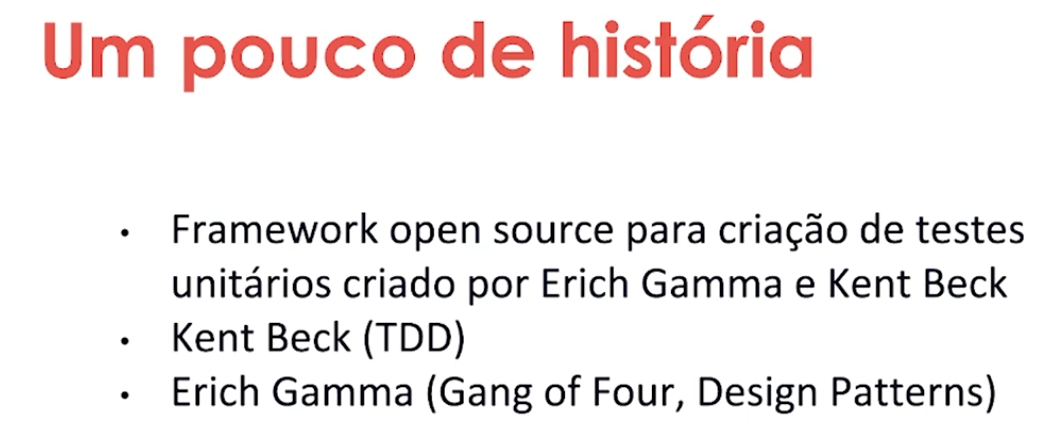 Um pouco de história
• Framework open source para criação de testes
unitários criado por Erich Gamma e Kent Beck
• Kent Beck (TDD)
• Erich Gamma (Gang of Four, Design Patterns)